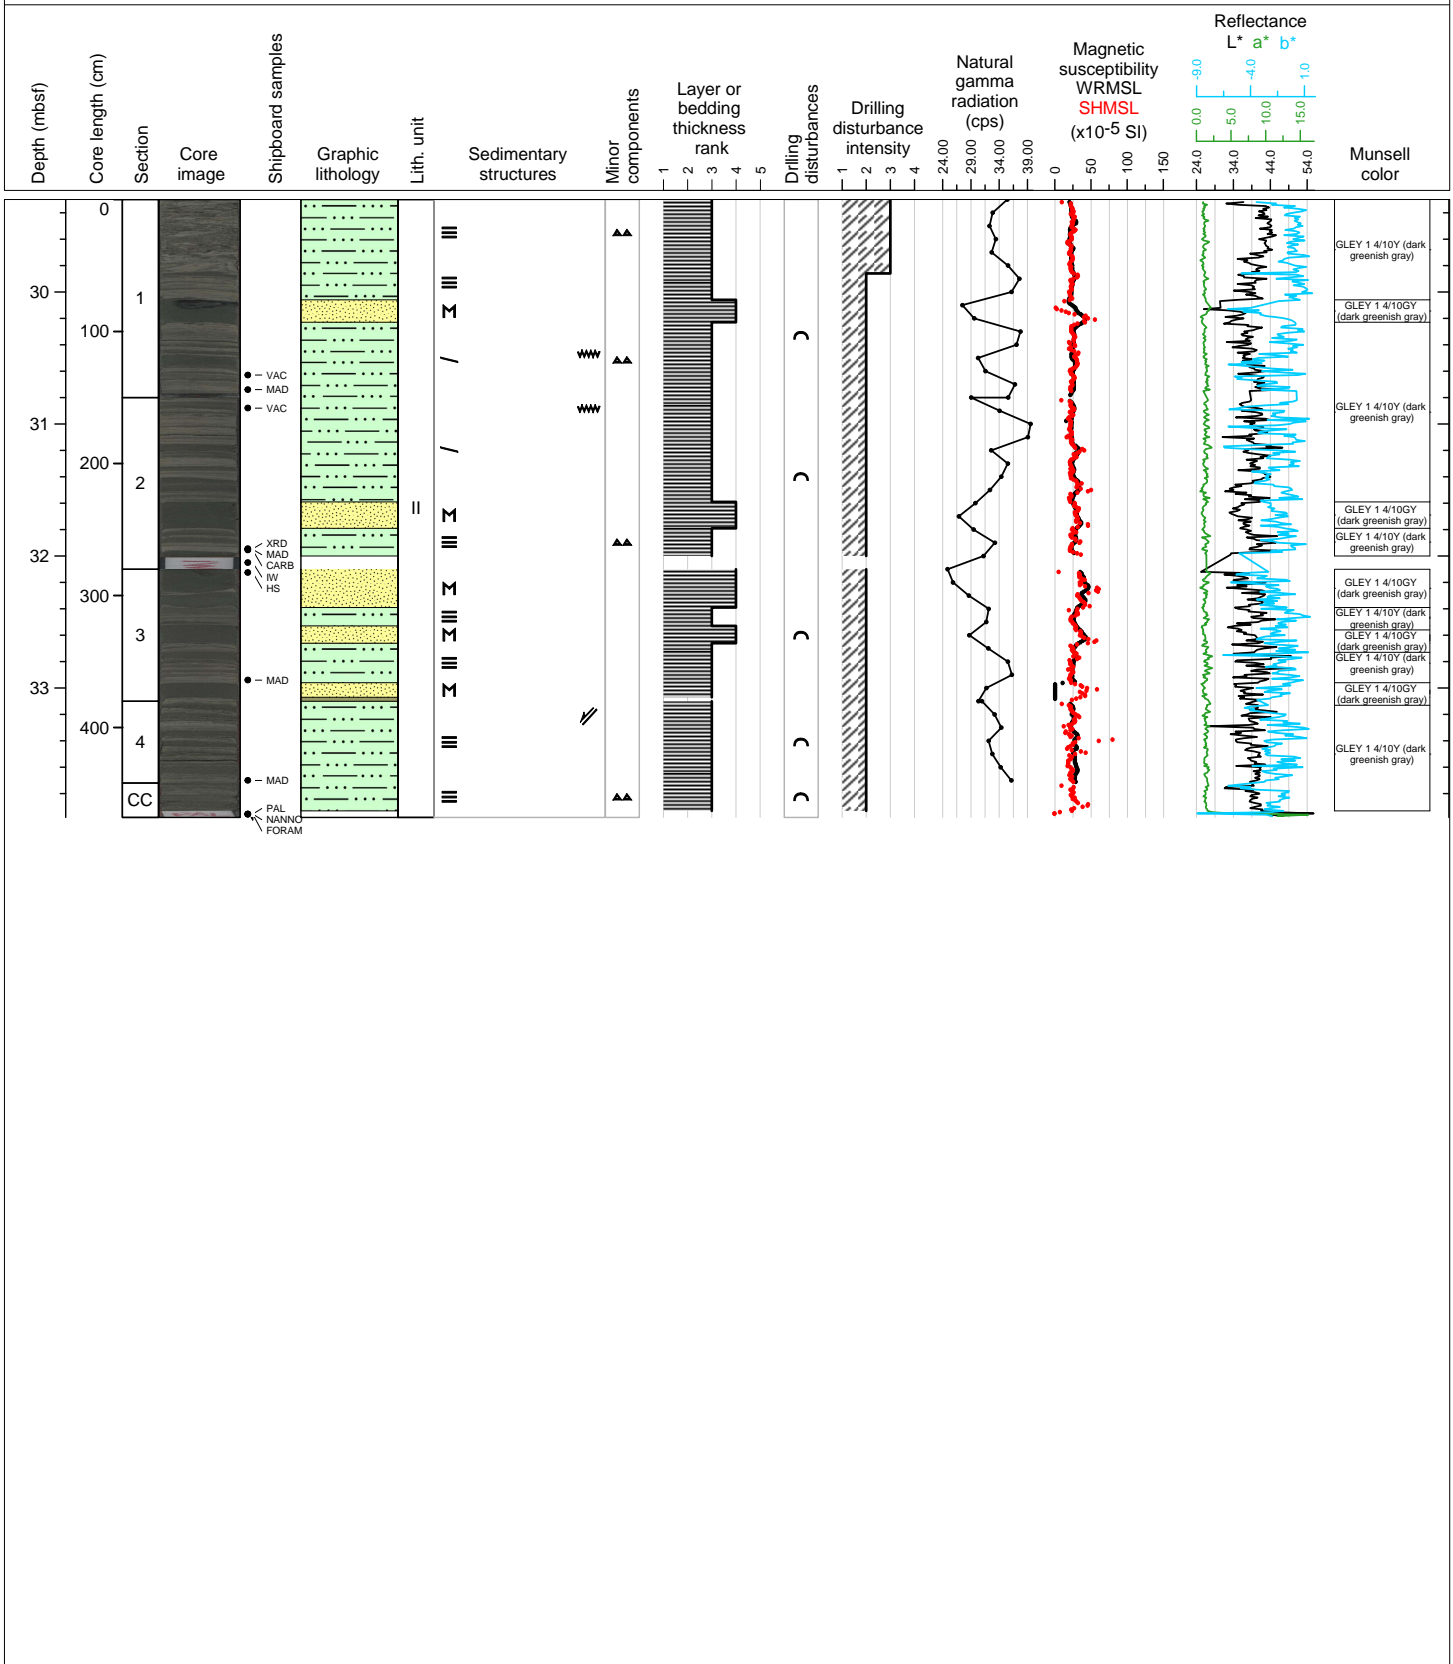 Depth (mbsf)
Core length (cm)
Section
Core
image
Shipboard samples
Graphic
lithology
Lith. unit
Sedimentary
structures
Minor
components
Layer or
bedding
thickness
rank
1 2 3 4 5
Drilling
disturbances
Drilling
disturbance
intensity
1 2 3 4
Natural
gamma
radiation
(cps)
24.00 29.00 34.00 39.00
Magnetic
susceptibility
WRMSL
SHMSL
(x10-5 SI)
0 50 100 150
Reflectance
L* a* b*
-9.0 -4.0 1.0
0.0 5.0 10.0 15.0
24.0 34.0 44.0 54.0
Munsell
color
30
31
32
33
0
100
200
300
400
1
2
3
4
CC
VAC
MAD
VAC
XRD
MAD
CARB
IW
HS
MAD
MAD
PAL
NANNO
FORAM
II
GLEY 1 4/10Y (dark
greenish gray)
GLEY 1 4/10GY
(dark greenish gray)
GLEY 1 4/10Y (dark
greenish gray)
GLEY 1 4/10GY
(dark greenish gray)
GLEY 1 4/10Y (dark
greenish gray)
GLEY 1 4/10GY
(dark greenish gray)
GLEY 1 4/10Y (dark
greenish gray)
GLEY 1 4/10GY
(dark greenish gray)
GLEY 1 4/10Y (dark
greenish gray)
GLEY 1 4/10GY
(dark greenish gray)
GLEY 1 4/10Y (dark
greenish gray)